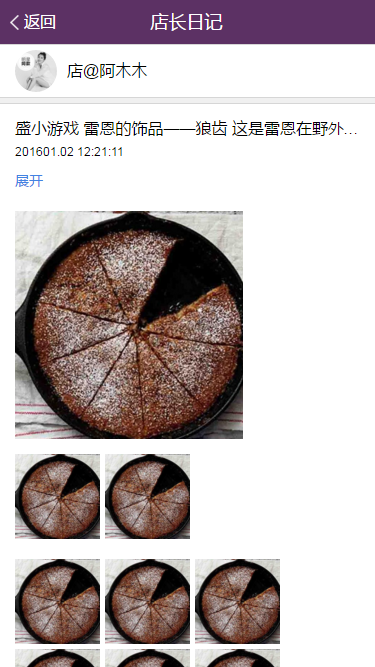 返回
店长日记
店@阿木木
盛小游戏 雷恩的饰品——狼齿 这是雷恩在野外...
201601.02 12:21:11
展开